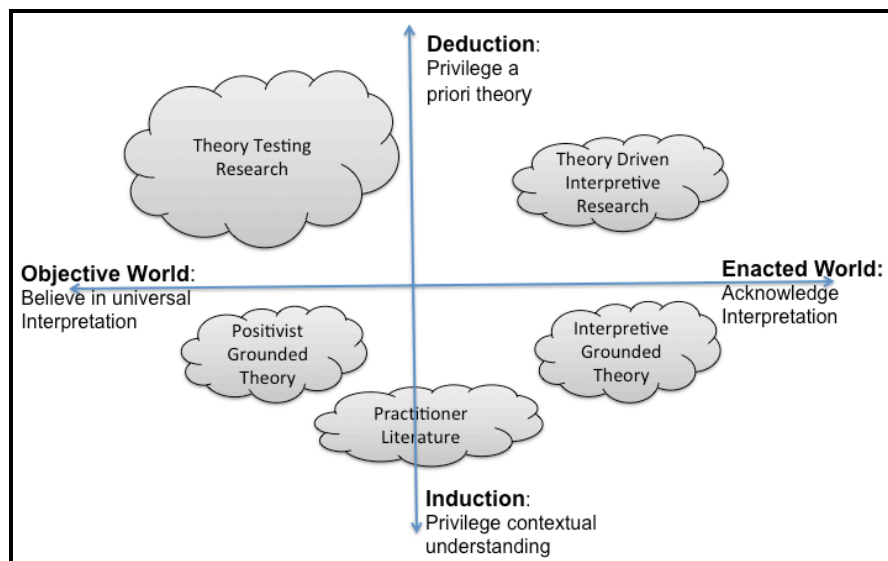 Deduction:
Privilege a
priori theory
Theory Testing
Research
Theory Driven
Interpretive
Research
Objective World:
Believe in universal
Interpretation
Enacted World:
Acknowledge
Interpretation
Positivist
Grounded
Theory
Interpretive
Grounded
Theory
Practitioner
Literature
Induction:
Privilege contextual
understanding